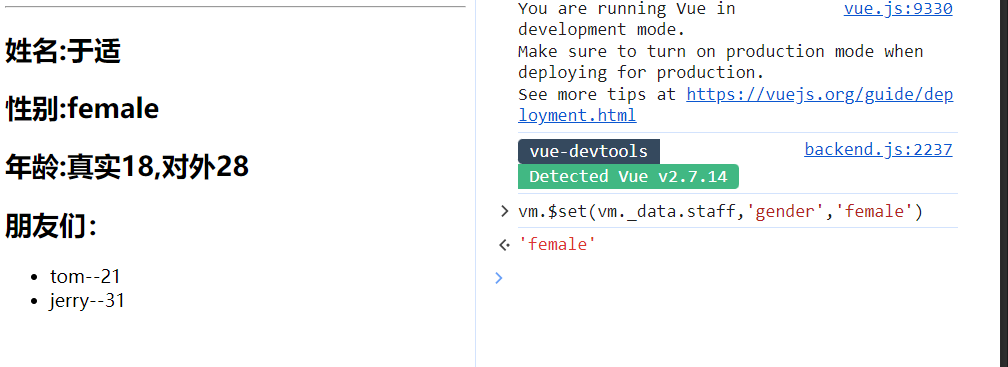 姓名:于适
性别:female
年龄:真实18,对外28
朋友们：
tom--21
jerry--31
You are running Vue in vue.js:9330
development mode.
Make sure to turn on production mode when
deploying for production.
See more tips at https://vuejs.org/guide/dep
loyment.html
vue-devtools backend.js:2237
Detected Vue v2.7.14
vm.$set(vm._data.staff,'gender','female')
'female'